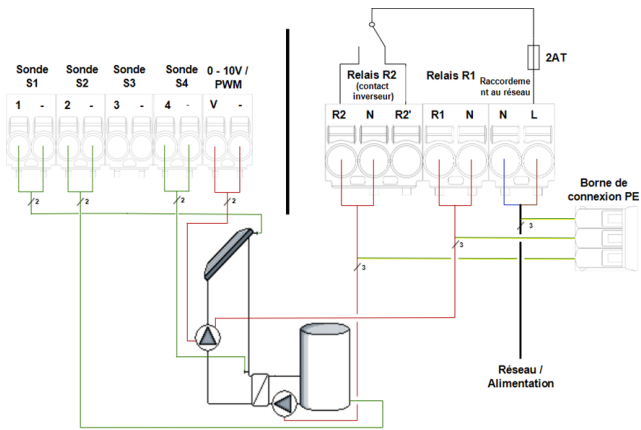 2AT
Sonde S1
Sonde S2
Sonde S3
Sonde S4
0 - 10V / PWM
Relais R2
(contact inverseur)
Relais R1
Raccordeme nt au réseau
1 - 2 - 3 - 4 - V -
R2 N R2' R1 N N L
Borne de connexion PE
2 2 2 2 3
3
3
Réseau / Alimentation